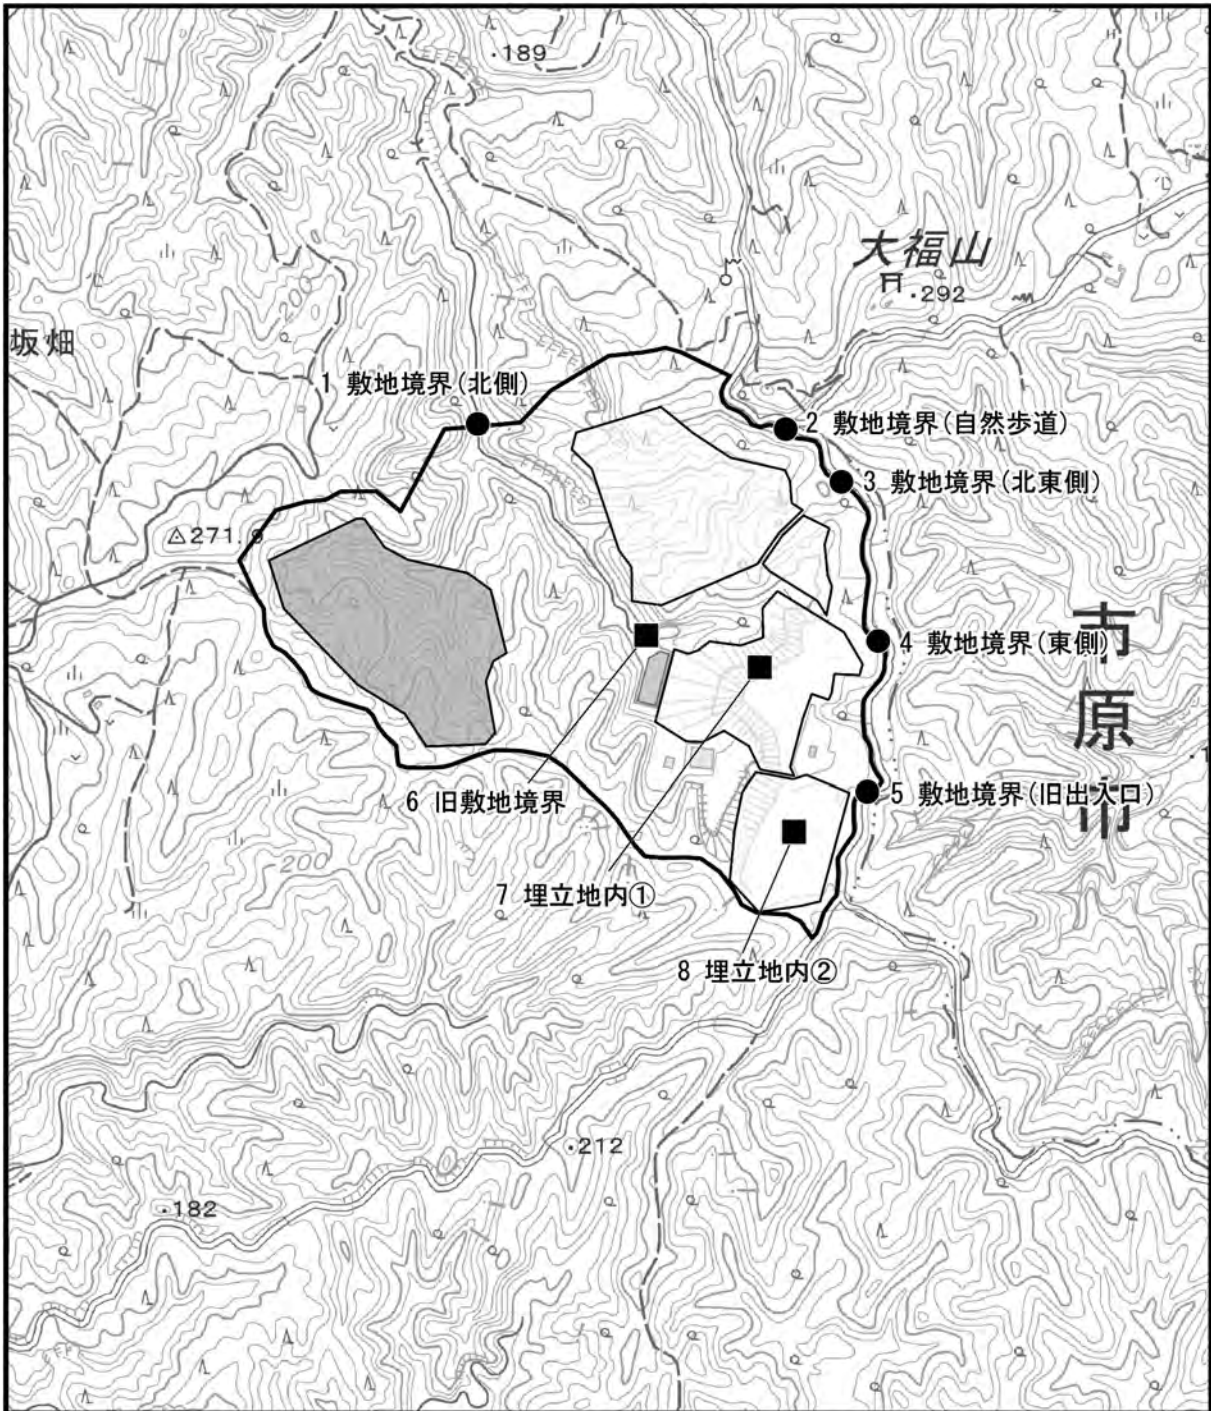 ・189
大福山
・292
200
坂畑
1 敷地境界(北側)
2 敷地境界(自然歩道)
3 敷地境界(北東側)
△271.9
4 敷地境界(東側)
市原市
5 敷地境界(旧出入口)
6 旧敷地境界
200
7 埋立地内①
8 埋立地内②
・212
・182